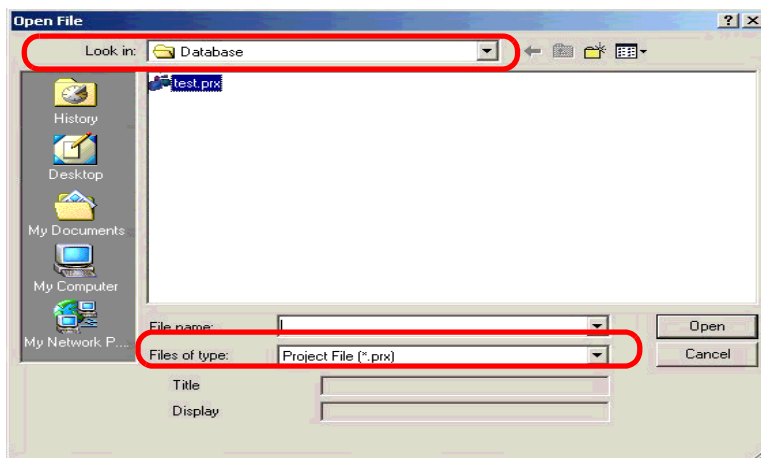 Open File
Look in: Database
test.prx
History
Desktop
My Documents
My Computer
My Network P...
File name:
Open
Files of type: Project File (*.prx)
Cancel
Title
Display